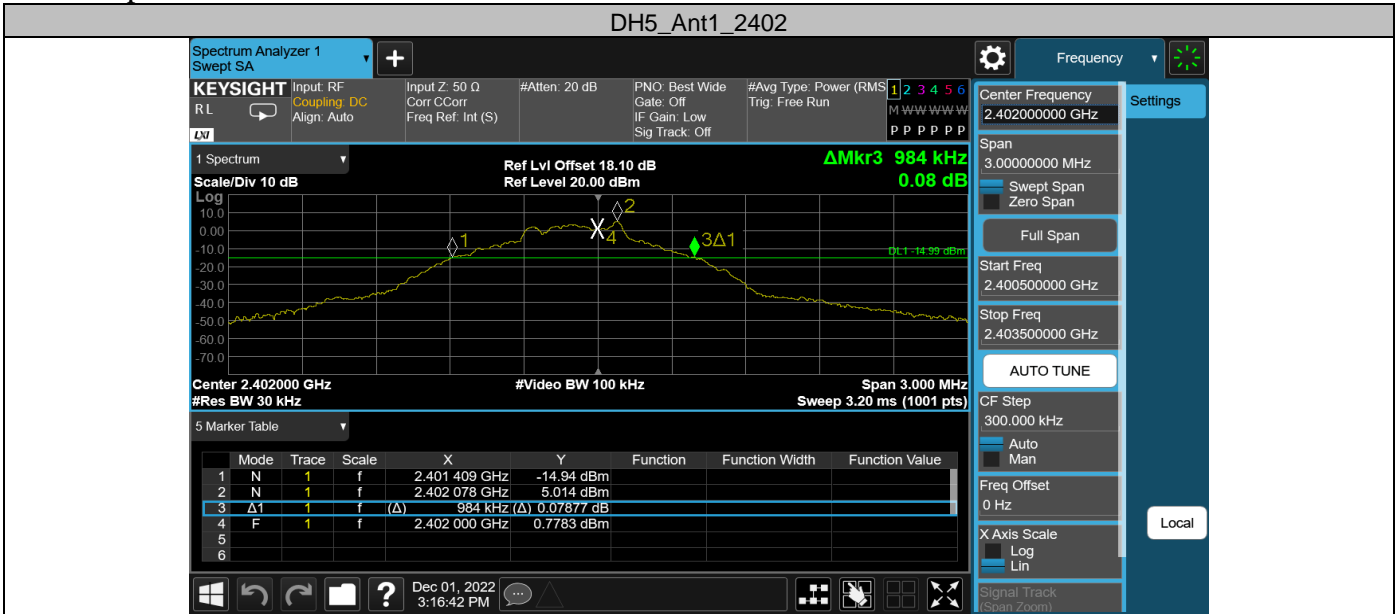 DH5_Ant1_2402
Spectrum Analyzer 1
Swept SA
Frequency
KEYSIGHT
RL
LXI
Input: RF
Coupling: DC
Align: Auto
Input Z: 50 Ω
Corr CCorr
Freq Ref: Int (S)
#Atten: 20 dB
PNO: Best Wide
Gate: Off
IF Gain: Low
Sig Track: Off
#Avg Type: Power (RMS
Trig: Free Run
1 2 3 4 5 6
M W W W W W
P P P P P P
1 Spectrum
Scale/Div 10 dB
Ref Lvl Offset 18.10 dB
Ref Level 20.00 dBm
ΔMkr3 984 kHz
0.08 dB
Log
10.0
0.00
-10.0
-20.0
-30.0
-40.0
-50.0
-60.0
-70.0
1
2
4
3Δ1
DL1 -14.99 dBm
Center 2.402000 GHz
#Video BW 100 kHz
Span 3.000 MHz
#Res BW 30 kHz
Sweep 3.20 ms (1001 pts)
5 Marker Table
Mode Trace Scale X Y Function Function Width Function Value
1 N 1 f 2.401 409 GHz -14.94 dBm
2 N 1 f 2.402 078 GHz 5.014 dBm
3 Δ1 1 f (Δ) 984 kHz (Δ) 0.07877 dB
4 F 1 f 2.402 000 GHz 0.7783 dBm
5
6
Dec 01, 2022
3:16:42 PM
Center Frequency
2.402000000 GHz
Settings
Span
3.00000000 MHz
Swept Span
Zero Span
Full Span
Start Freq
2.400500000 GHz
Stop Freq
2.403500000 GHz
AUTO TUNE
CF Step
300.000 kHz
Auto
Man
Freq Offset
0 Hz
Local
X Axis Scale
Log
Lin
Signal Track
(Span Zoom)